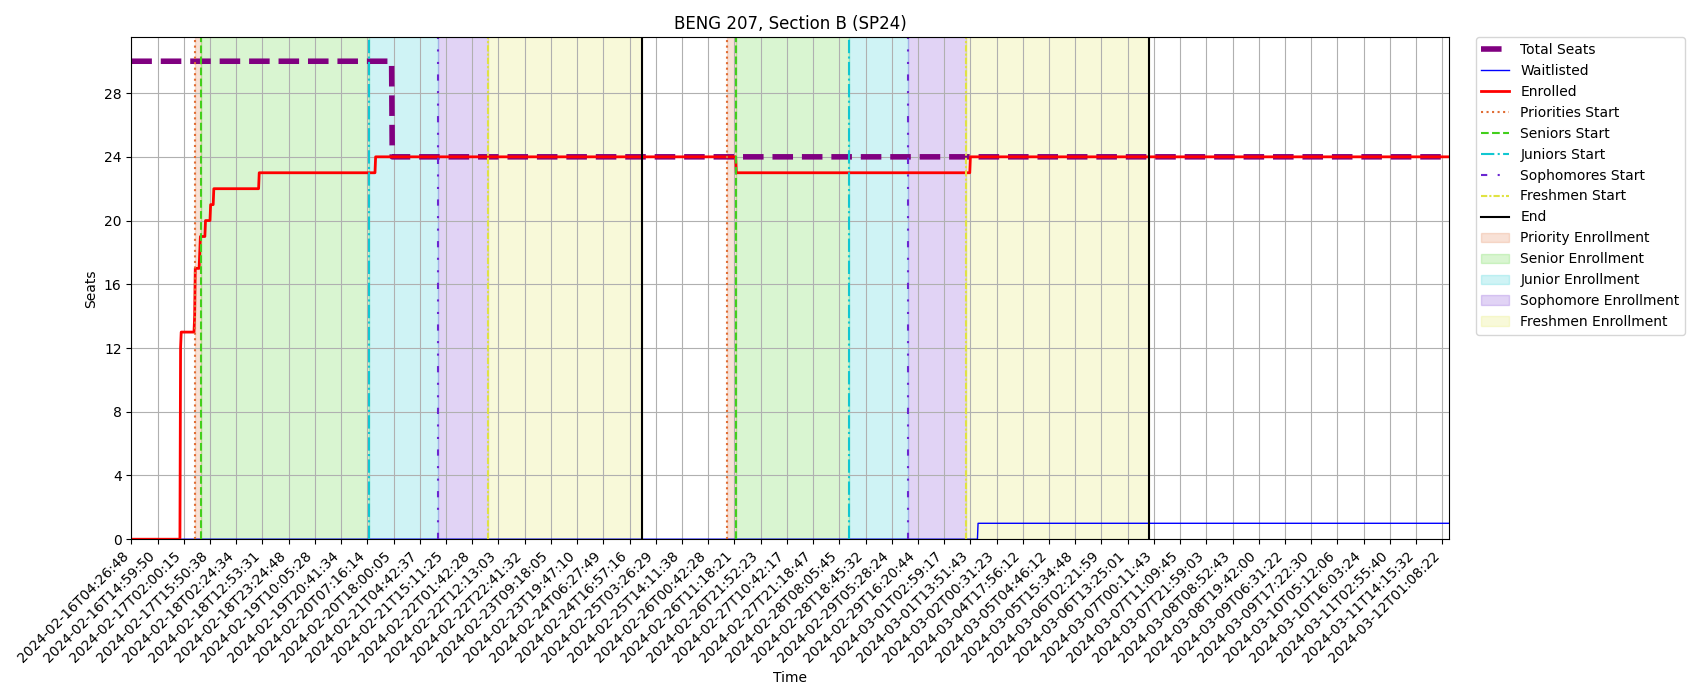 BENG 207, Section B (SP24)
Seats
28
24
20
16
12
8
4
0
2024-02-16T04:26:48
2024-02-16T14:59:50
2024-02-17T02:00:15
2024-02-17T15:50:38
2024-02-18T02:24:34
2024-02-18T12:53:31
2024-02-18T23:24:48
2024-02-19T10:05:28
2024-02-19T20:41:34
2024-02-20T07:16:14
2024-02-20T18:00:05
2024-02-21T04:42:37
2024-02-21T15:11:25
2024-02-22T01:42:28
2024-02-22T12:13:03
2024-02-22T22:41:32
2024-02-23T09:18:05
2024-02-23T19:47:10
2024-02-24T06:27:49
2024-02-24T16:57:16
2024-02-25T03:26:29
2024-02-25T14:11:38
2024-02-26T00:42:28
2024-02-26T11:18:21
2024-02-26T21:52:23
2024-02-27T10:42:17
2024-02-27T21:18:47
2024-02-28T08:05:45
2024-02-28T18:45:32
2024-02-29T05:28:24
2024-02-29T16:20:44
2024-03-01T02:59:17
2024-03-01T13:51:43
2024-03-02T00:31:23
2024-03-04T17:56:12
2024-03-05T04:46:12
2024-03-05T15:34:48
2024-03-06T02:21:59
2024-03-06T13:25:01
2024-03-07T00:11:43
2024-03-07T11:09:45
2024-03-07T21:59:03
2024-03-08T08:52:43
2024-03-08T19:42:00
2024-03-09T06:31:22
2024-03-09T17:22:30
2024-03-10T05:12:06
2024-03-10T16:03:24
2024-03-11T02:55:40
2024-03-11T14:15:32
2024-03-12T01:08:22
Time
Total Seats
Waitlisted
Enrolled
Priorities Start
Seniors Start
Juniors Start
Sophomores Start
Freshmen Start
End
Priority Enrollment
Senior Enrollment
Junior Enrollment
Sophomore Enrollment
Freshmen Enrollment